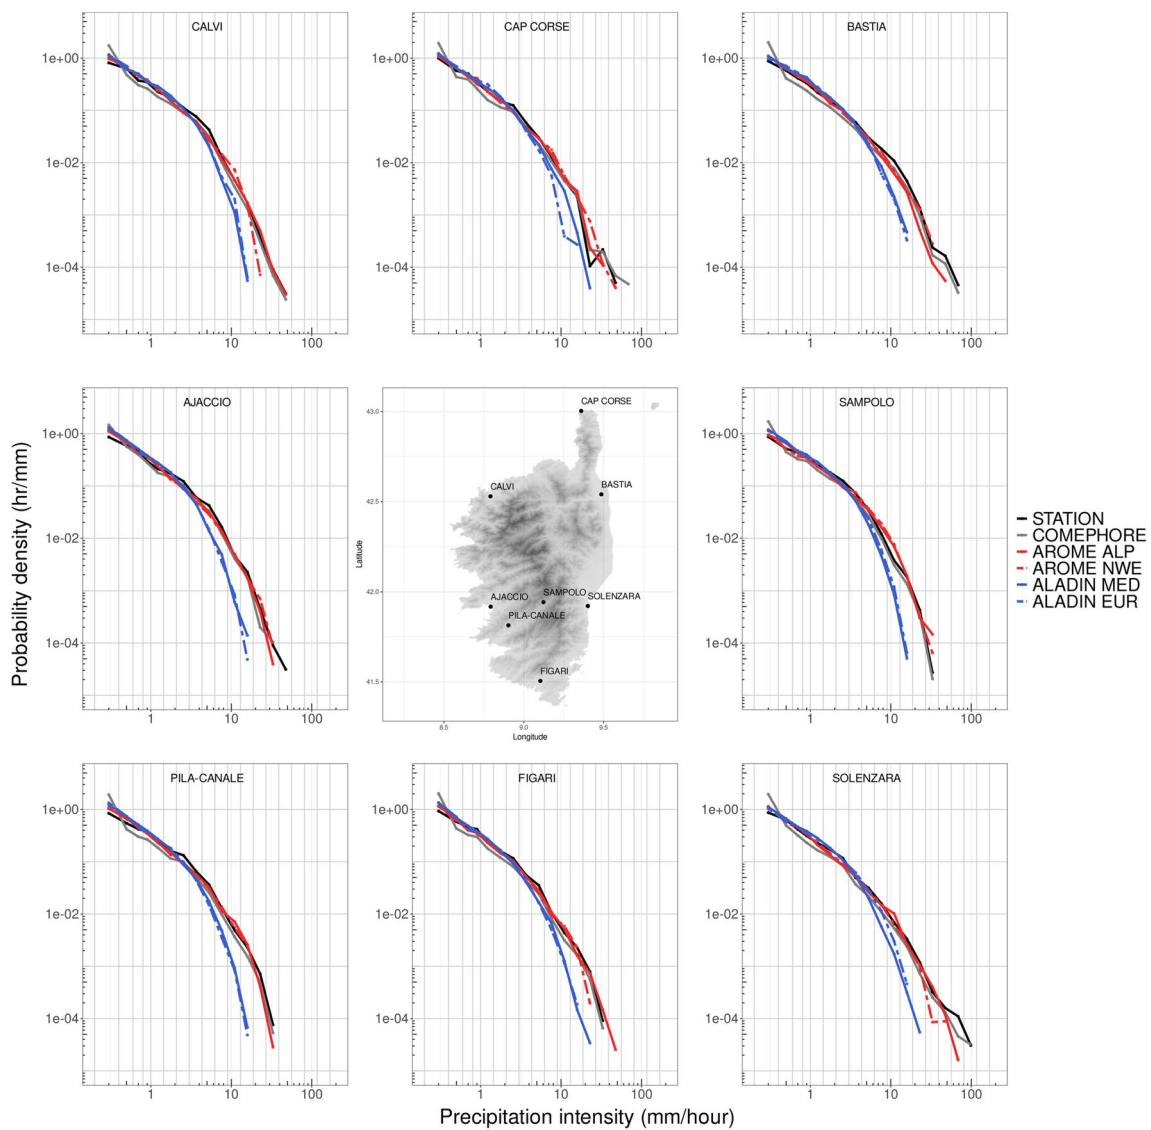 CALVI
CAP CORSE
BASTIA
1e+00
1e-02
1e-04
1 10 100
1e+00
1e-02
1e-04
1 10 100
1e+00
1e-02
1e-04
1 10 100
Probability density (hr/mm)
AJACCIO
1e+00
1e-02
1e-04
1 10 100
Latitude
43.0
42.5
42.0
41.5
CAP CORSE
CALVI
BASTIA
AJACCIO
SAMPOLO
SOLENZARA
PILA-CANALE
FIGARI
8.5 9.0 9.5
Longitude
SAMPOLO
1e+00
1e-02
1e-04
1 10 100
STATION
COMEPHORE
AROME ALP
AROME NWE
ALADIN MED
ALADIN EUR
PILA-CANALE
FIGARI
SOLENZARA
1e+00
1e-02
1e-04
1 10 100
1e+00
1e-02
1e-04
1 10 100
1e+00
1e-02
1e-04
1 10 100
Precipitation intensity (mm/hour)